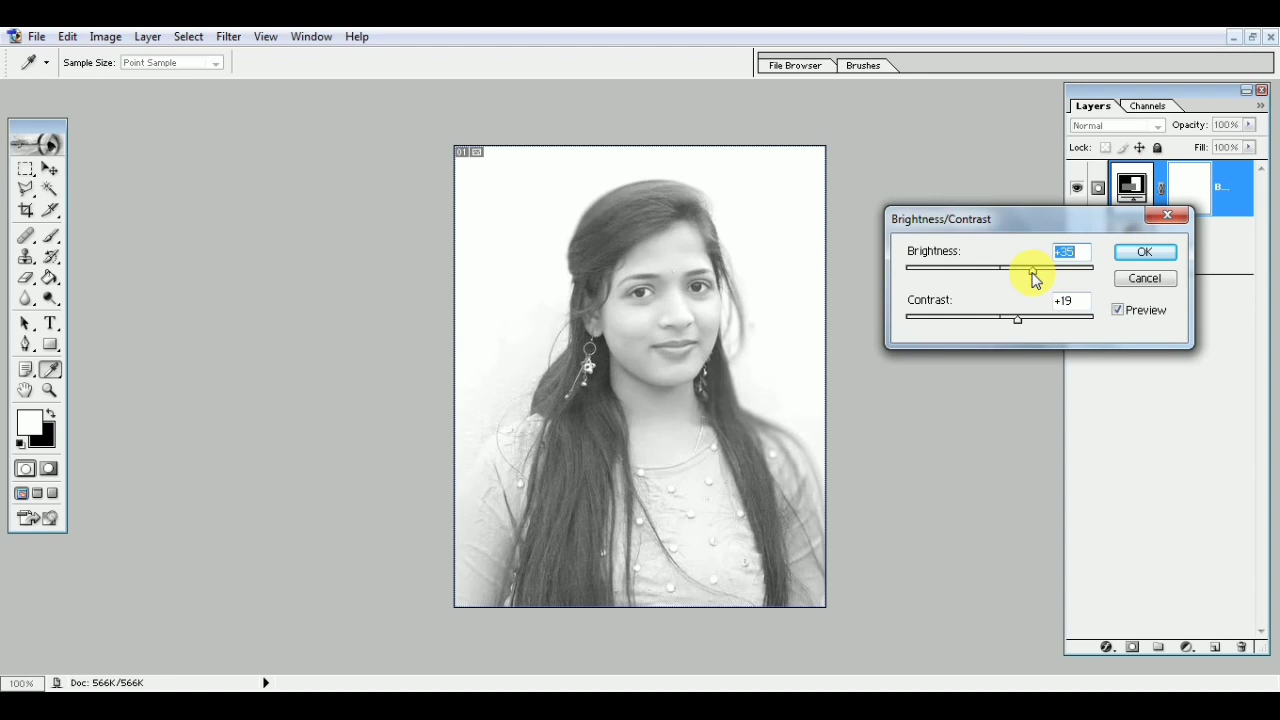 File Edit Image Layer Select Filter View Window Help
Sample Size: Point Sample
File Browser Brushes
Layers Channels
Normal Opacity: 100%
Lock: Fill: 100%
B...
01
Brightness/Contrast
Brightness: +35 OK
Cancel
Contrast: +19
Preview
100% Doc: 566K/566K